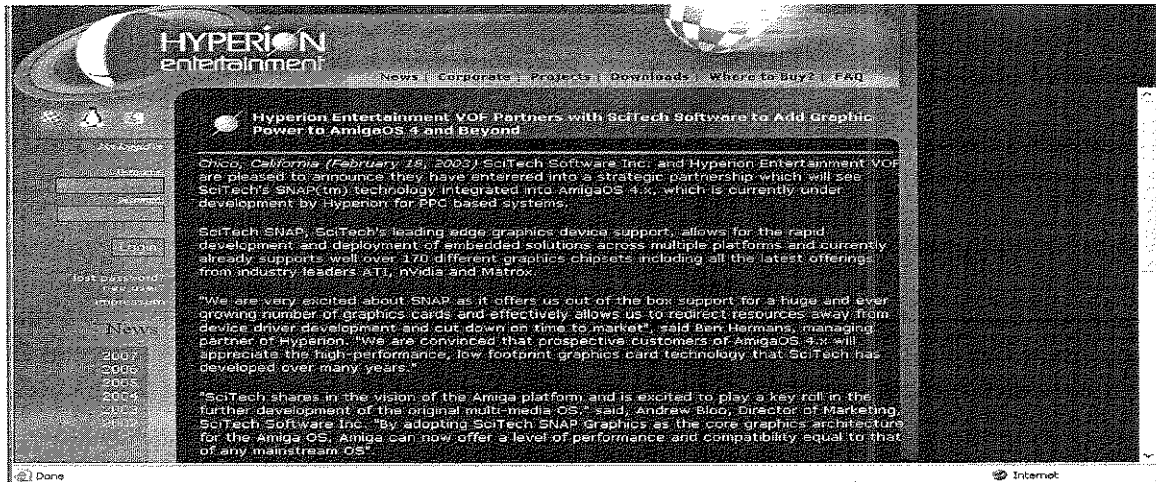 HYPERION
entertainment
News | Corporate | Projects | Downloads | Where to Buy? | FAQ
Hyperion Entertainment VOF Partners with SciTech Software to Add Graphic
Power to AmigaOS 4 and Beyond
Chico, California (February 18, 2003) SciTech Software Inc. and Hyperion Entertainment VOF
are pleased to announce they have enterered into a strategic partnership which will see
SciTech's SNAP(tm) technology integrated into AmigaOS 4.x, which is currently under
development by Hyperion for PPC based systems.
SciTech SNAP, SciTech's leading edge graphics device support, allows for the rapid
development and deployment of embedded solutions across multiple platforms and currently
already supports well over 170 different graphics chipsets including all the latest offerings
from industry leaders ATI, nVidia and Matrox.
"We are very excited about SNAP as it offers us out of the box support for a huge and ever
growing number of graphics cards and effectively allows us to redirect resources away from
device driver development and cut down on time to market", said Ben Hermans, managing
partner of Hyperion. "We are convinced that prospective customers of AmigaOS 4.x will
appreciate the high-performance, low footprint graphics card technology that SciTech has
developed over many years."
"SciTech shares in the vision of the Amiga platform and is excited to play a key roll in the
further development of the original multi-media OS." said, Andrew Bloo, Director of Marketing,
SciTech Software Inc. "By adopting SciTech SNAP Graphics as the core graphics architecture
for the Amiga OS, Amiga can now offer a level of performance and compatibility equal to that
of any mainstream OS"
Login
lost password?
new user?
impressum
News
2007
2006
2005
2004
2003
2002
Done
Internet